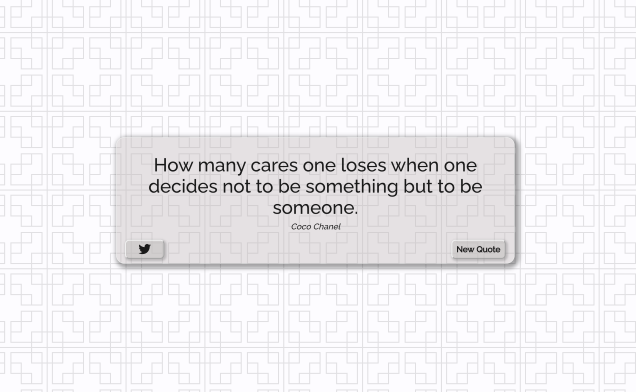 How many cares one loses when one
decides not to be something but to be
someone.
Coco Chanel
New Quote